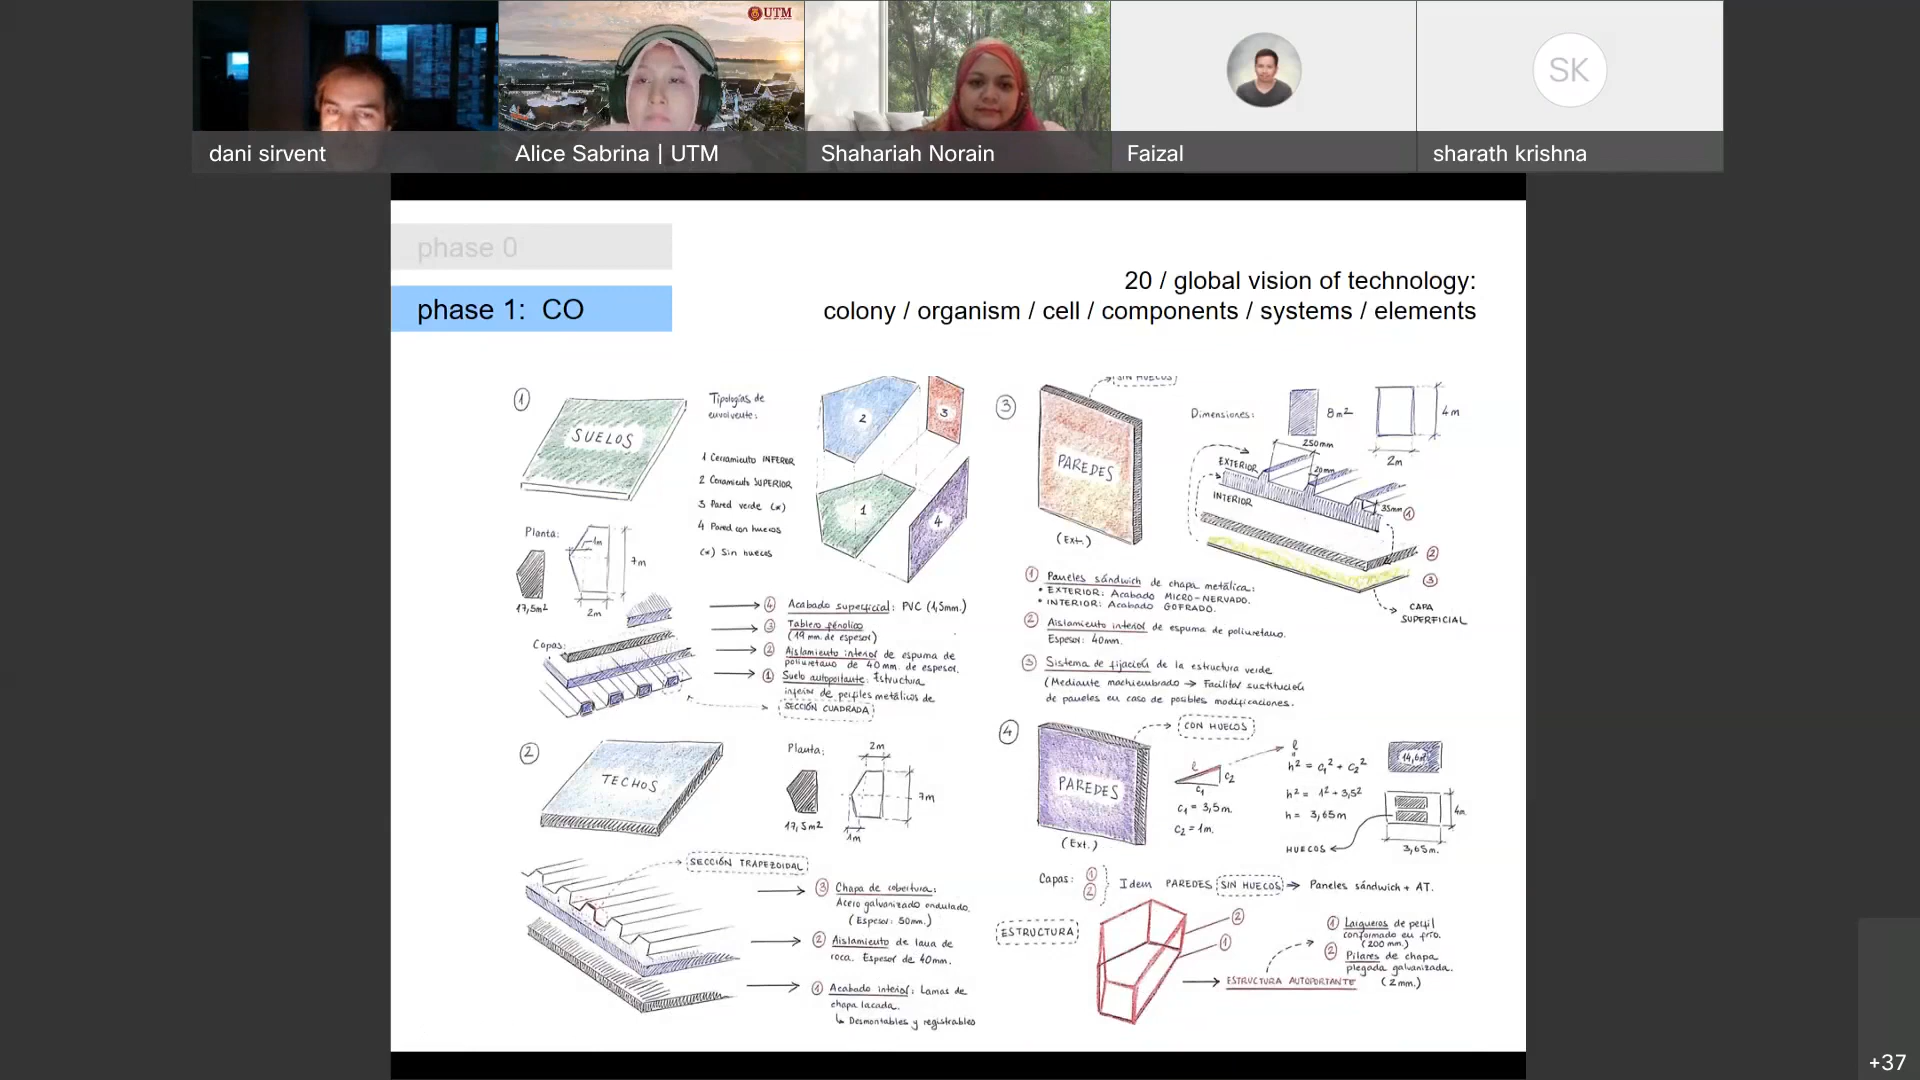 UTM
SK
dani sirvent
Alice Sabrina | UTM
Shahariah Norain
Faizal
sharath krishna
phase 0
phase 1: CO
20 / global vision of technology:
colony / organism / cell / components / systems / elements
1
SUELOS
Tipologías de
envolvente:
1 Cerramiento INFERIOR
2 Cerramiento SUPERIOR
3 Pared verde (*)
4 Pared con huecos
(*) Sin huecos
2
3
1
4
Planta:
1m
7m
2m
17,5m2
Capas:
4 Acabado superficial: PVC (1,5mm.)
3 Tablero fenólico
(19 mm. de espesor)
2 Aislamiento interior de espuma de
poliuretano de 40mm. de espesor.
1 Suelo autoportante: Estructura
inferior de perfiles metálicos de
SECCIÓN CUADRADA
2
TECHOS
Planta:
2m
7m
1m
17,5m2
SECCIÓN TRAPEZOIDAL
3 Chapa de cobertura:
Acero galvanizado ondulado.
(Espesor: 50mm.)
2 Aislamiento de lana de
roca. Espesor de 40mm.
1 Acabado interior: Lamas de
chapa lacada.
↳ Desmontables y registrables
3
SIN HUECOS
PAREDES
(Ext.)
Dimensiones:
8m2
4m
2m
250mm
20mm
35mm
EXTERIOR
INTERIOR
1
2
3
CAPA
SUPERFICIAL
1 Paneles sándwich de chapa metálica:
• EXTERIOR: Acabado MICRO-NERVADO.
• INTERIOR: Acabado GOFRADO.
2 Aislamiento interior de espuma de poliuretano.
Espesor: 40mm.
3 Sistema de fijación de la estructura verde
(Mediante machiembrado → Facilitar sustitución
de paneles en caso de posibles modificaciones.
4
CON HUECOS
PAREDES
(Ext.)
l
c2
c1
c1 = 3,5m.
c2 = 1m.
l
h2 = c12 + c22
h2 = 12 + 3,52
h = 3,65m
14,6m2
4m
3,65m.
HUECOS
Capas: 1
2
Idem PAREDES SIN HUECOS → Paneles sándwich + AT.
ESTRUCTURA
2
1
1 Largueros de perfil
conformado en frío.
(200 mm.)
2 Pilares de chapa
plegada galvanizada.
(2mm.)
ESTRUCTURA AUTOPORTANTE
+37